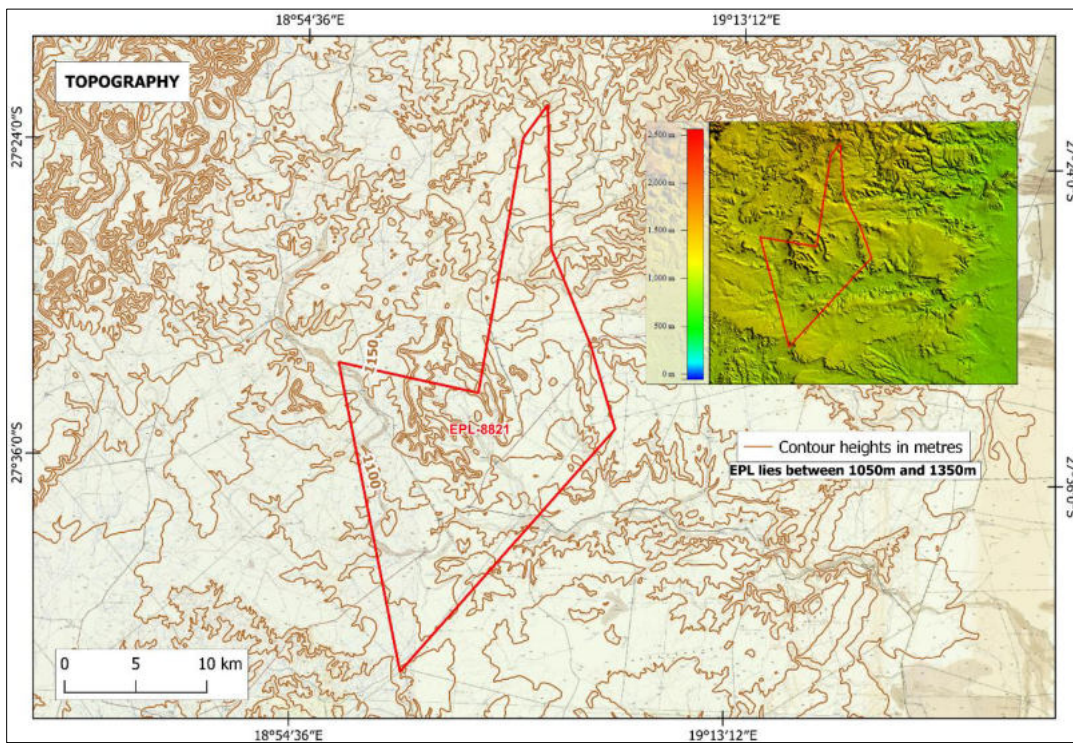 18°54'36"E
19°13'12"E
TOPOGRAPHY
27°24'0"S
27°24'0"S
2,500 m
2,000 m
1,500 m
1,000 m
500 m
0 m
1150
EPL-8821
1100
Contour heights in metres
EPL lies between 1050m and 1350m
27°36'0"S
27°36'0"S
0 5 10 km
18°54'36"E
19°13'12"E